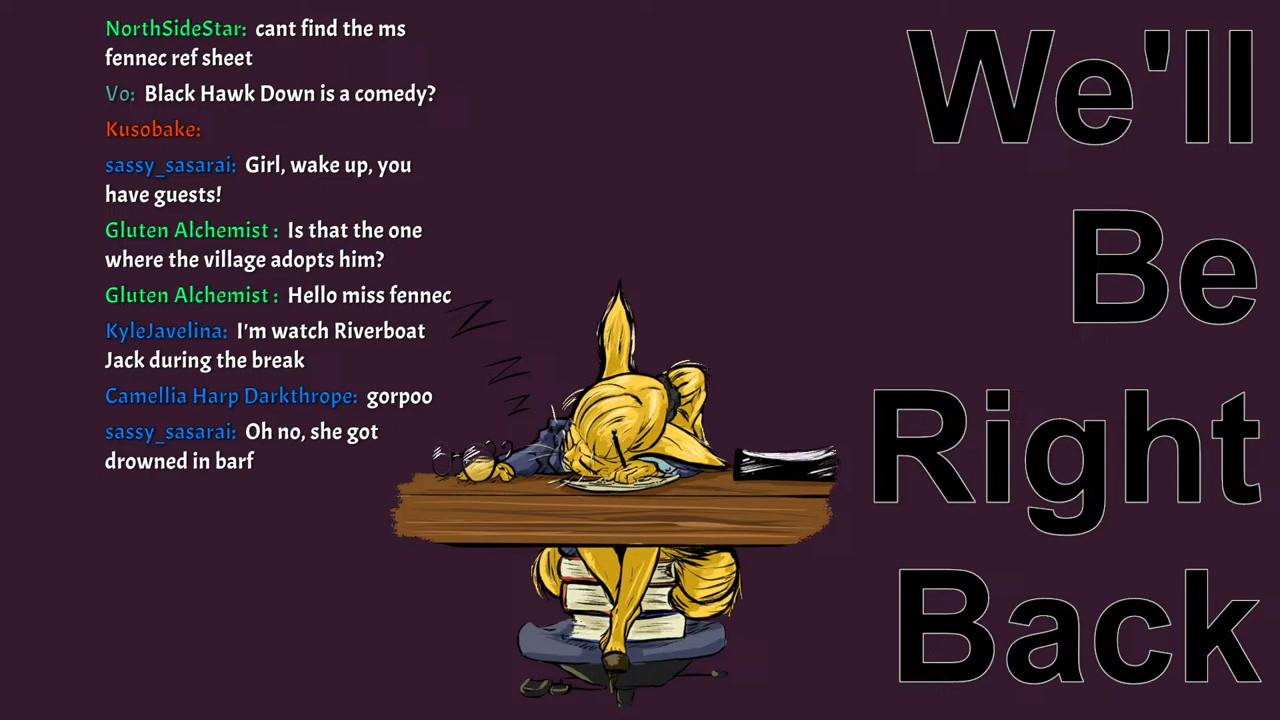 NorthSideStar: cant find the ms
fennec ref sheet
Vo: Black Hawk Down is a comedy?
Kusobake:
sassy_sasarai: Girl, wake up, you
have guests!
Gluten Alchemist : Is that the one
where the village adopts him?
Gluten Alchemist : Hello miss fennec
KyleJavelina: I'm watch Riverboat
Jack during the break
Camellia Harp Darkthrope: gorpoo
sassy_sasarai: Oh no, she got
drowned in barf
Z
Z
Z
We'll
Be
Right
Back